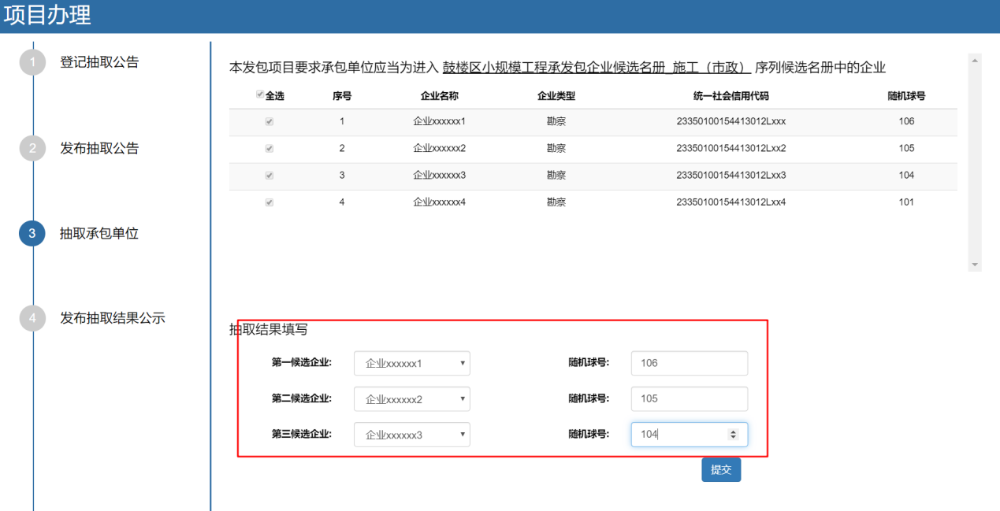 项目办理
1 登记抽取公告
2 发布抽取公告
3 抽取承包单位
4 发布抽取结果公示
本发包项目要求承包单位应当为进入 鼓楼区小规模工程承发包企业候选名册_施工（市政） 序列候选名册中的企业
全选 序号 企业名称 企业类型 统一社会信用代码 随机球号
1 企业xxxxxx1 勘察 23350100154413012Lxxx 106
2 企业xxxxxx2 勘察 23350100154413012Lxx2 105
3 企业xxxxxx3 勘察 23350100154413012Lxx3 104
4 企业xxxxxx4 勘察 23350100154413012Lxx4 101
抽取结果填写
第一候选企业: 企业xxxxxx1 随机球号: 106
第二候选企业: 企业xxxxxx2 随机球号: 105
第三候选企业: 企业xxxxxx3 随机球号: 104
提交